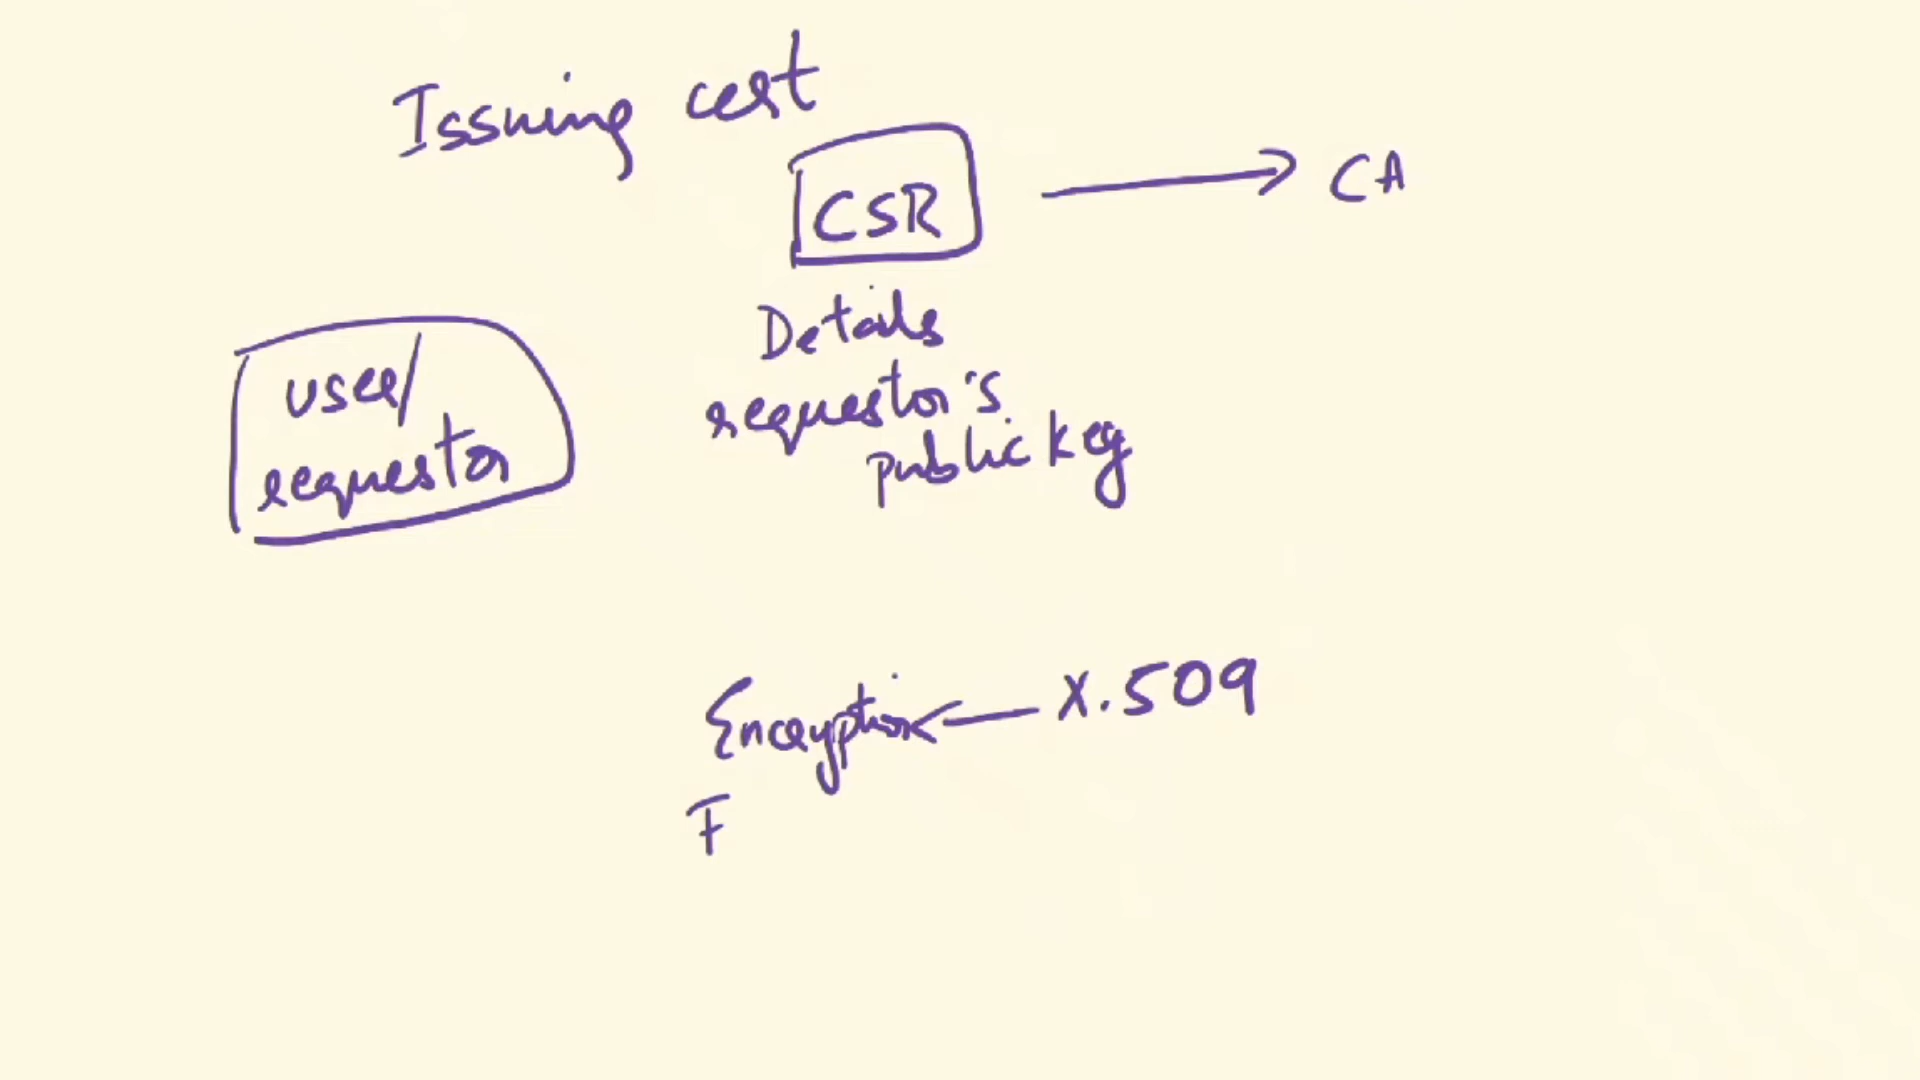 Issuing cert
CSR → CA
Details
requestor's
public key
user/
requestor
Encryption ← X.509
F